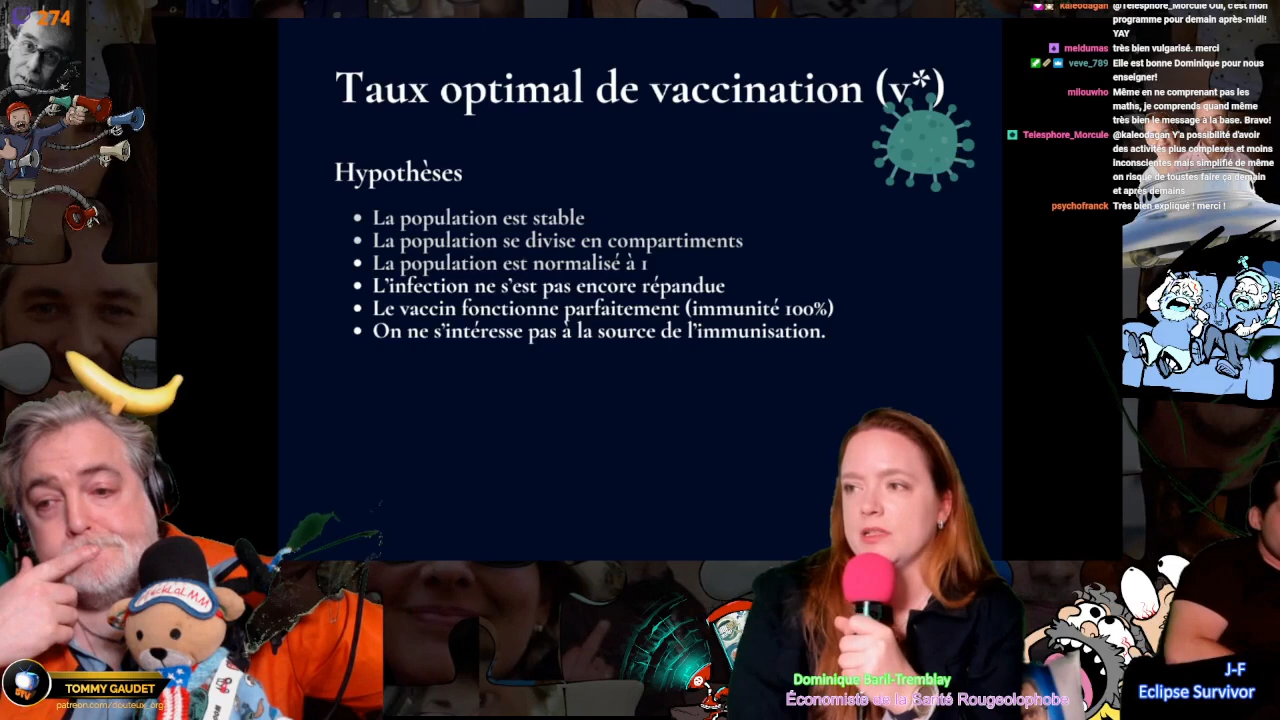 274
Taux optimal de vaccination (v*)
Hypothèses
• La population est stable
• La population se divise en compartiments
• La population est normalisé à 1
• L'infection ne s'est pas encore répandue
• Le vaccin fonctionne parfaitement (immunité 100%)
• On ne s'intéresse pas à la source de l'immunisation.
kaleodagan @Telesphore_Morcule Oui, c'est mon
programme pour demain après-midi!
YAY
meldumas très bien vulgarisé. merci
veve_789 Elle est bonne Dominique pour nous
enseigner!
milouwho Même en ne comprenant pas les
maths, je comprends quand même
très bien le message à la base. Bravo!
Telesphore_Morcule @kaleodagan Y'a possibilité d'avoir
des activités plus complexes et moins
inconscientes mais simplifié de même
on risque de toustes faire ça demain
et après demains
psychofranck Très bien expliqué ! merci !
TOMMY GAUDET
patreon.com/douteux_org
Dominique Baril-Tremblay
Économiste de la Santé Rougeolophobe
J-F
Eclipse Survivor